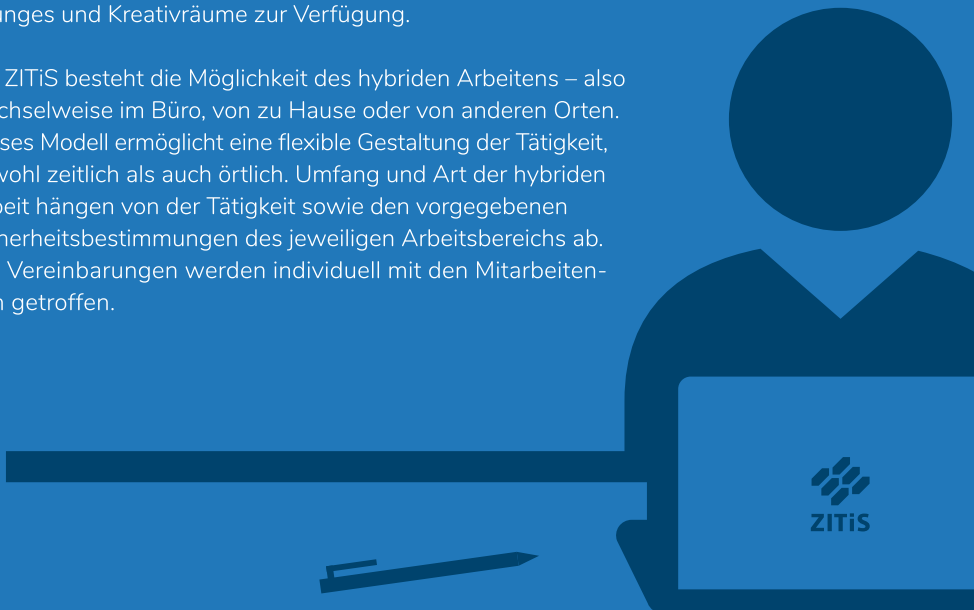 unges und Kreativräume zur Verfügung.
ZITiS besteht die Möglichkeit des hybriden Arbeitens – also
chselweise im Büro, von zu Hause oder von anderen Orten.
ses Modell ermöglicht eine flexible Gestaltung der Tätigkeit,
wohl zeitlich als auch örtlich. Umfang und Art der hybriden
beit hängen von der Tätigkeit sowie den vorgegebenen
herheitsbestimmungen des jeweiligen Arbeitsbereichs ab.
Vereinbarungen werden individuell mit den Mitarbeiten-
n getroffen.
ZITiS